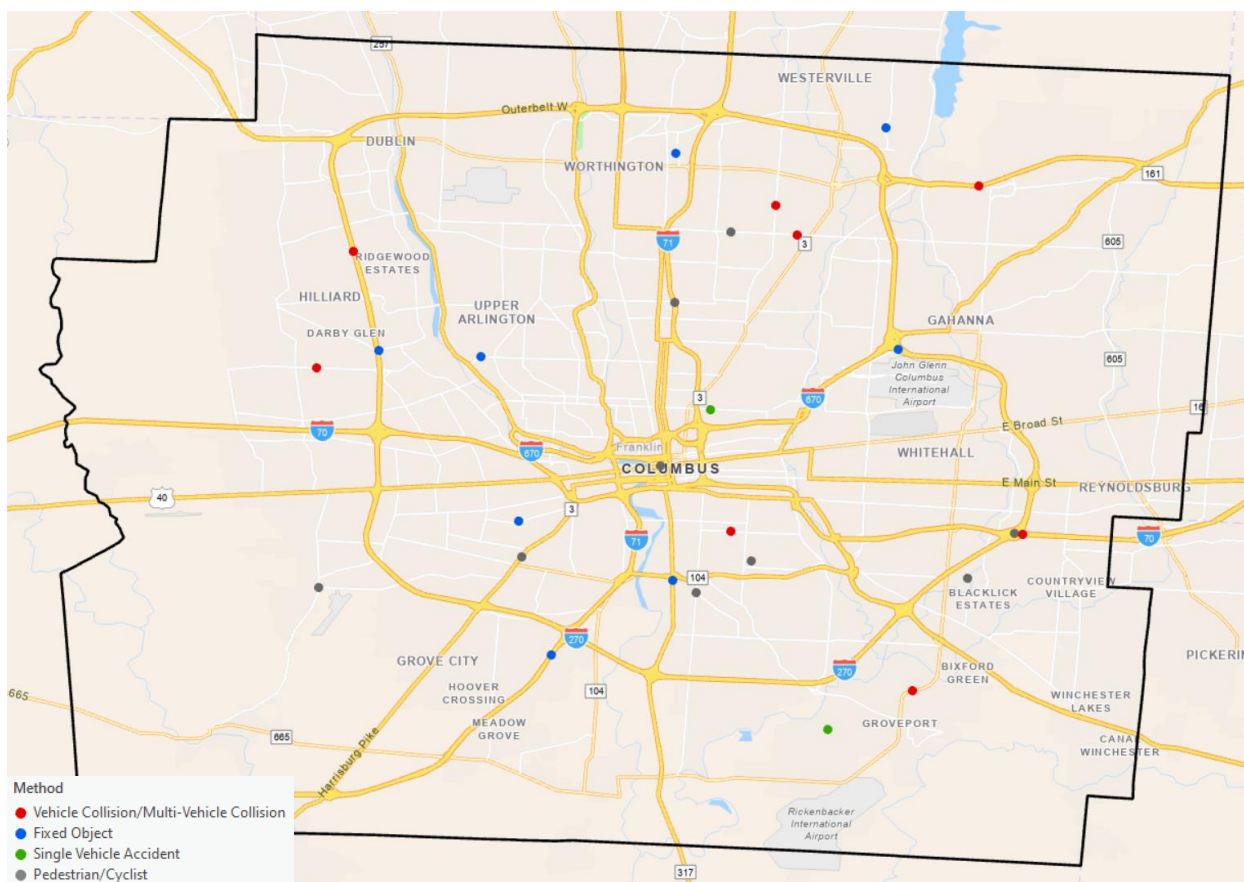 257
WESTERVILLE
Outerbelt W
DUBLIN
WORTHINGTON
161
71
3
605
RIDGEWOOD
ESTATES
HILLIARD
UPPER
ARLINGTON
GAHANNA
DARBY GLEN
605
John Glenn
Columbus
International
Airport
3
670
16
70
E Broad St
Franklin
670
WHITEHALL
COLUMBUS
E Main St
REYNOLDSBURG
40
3
71
70
104
COUNTRYVIEW
VILLAGE
BLACKLICK
ESTATES
270
GROVE CITY
PICKERIN
270
BIXFORD
GREEN
665
HOOVER
CROSSING
104
WINCHESTER
LAKES
MEADOW
GROVE
GROVEPORT
665
CANAL
WINCHESTER
Harrisburg Pike
Rickenbacker
International
Airport
317
Method
Vehicle Collision/Multi-Vehicle Collision
Fixed Object
Single Vehicle Accident
Pedestrian/Cyclist